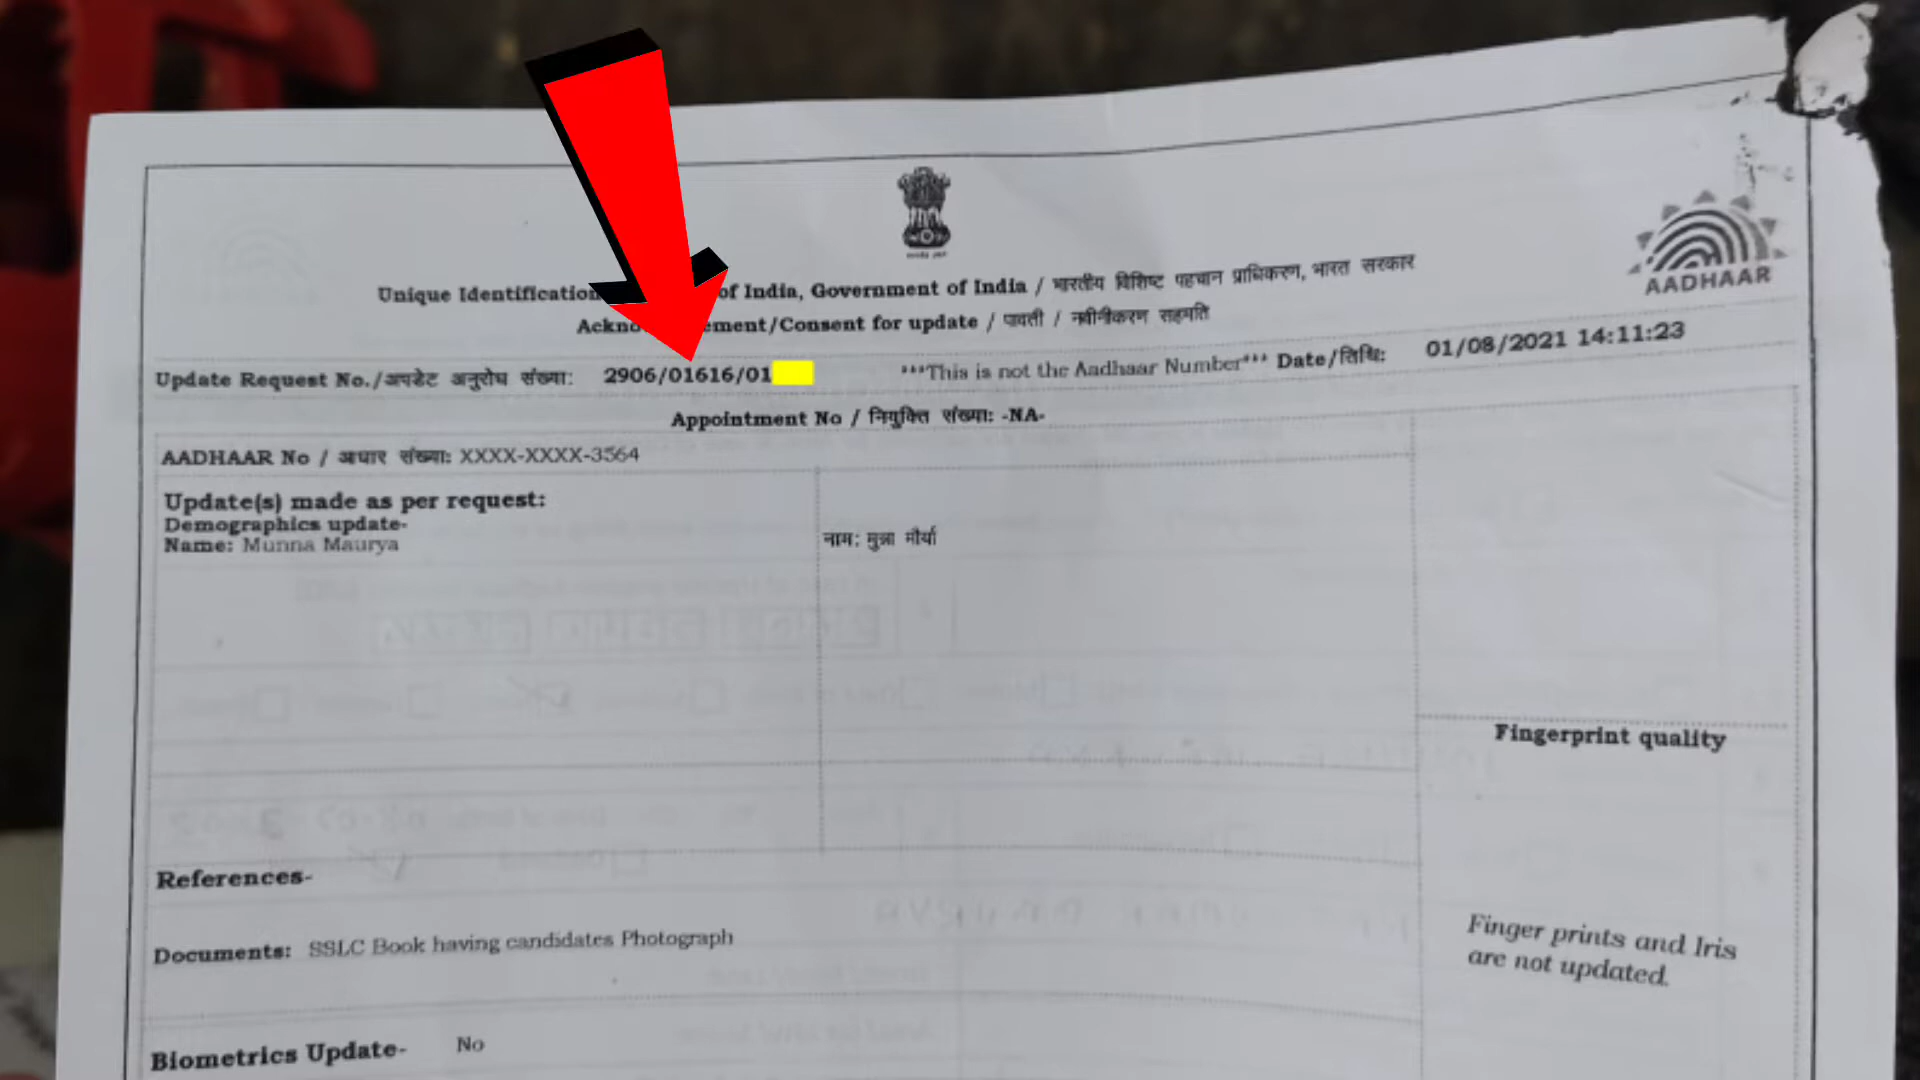 AADHAAR
Unique Identification of India, Government of India / भारतीय विशिष्ट पहचान प्राधिकरण, भारत सरकार
Ackno ement/Consent for update / पावती / नवीनीकरण सहमति
Update Request No./अपडेट अनुरोध संख्या: 2906/01616/01 ***This is not the Aadhaar Number*** Date/तिथि: 01/08/2021 14:11:23
Appointment No / नियुक्ति संख्या: -NA-
AADHAAR No / आधार संख्या: XXXX-XXXX-3564
Update(s) made as per request:
Demographics update-
Name: Munna Maurya
नाम: मुन्ना मौर्या
Fingerprint quality
References-
Documents: SSLC Book having candidates Photograph
Finger prints and Iris
are not updated.
Biometrics Update- No